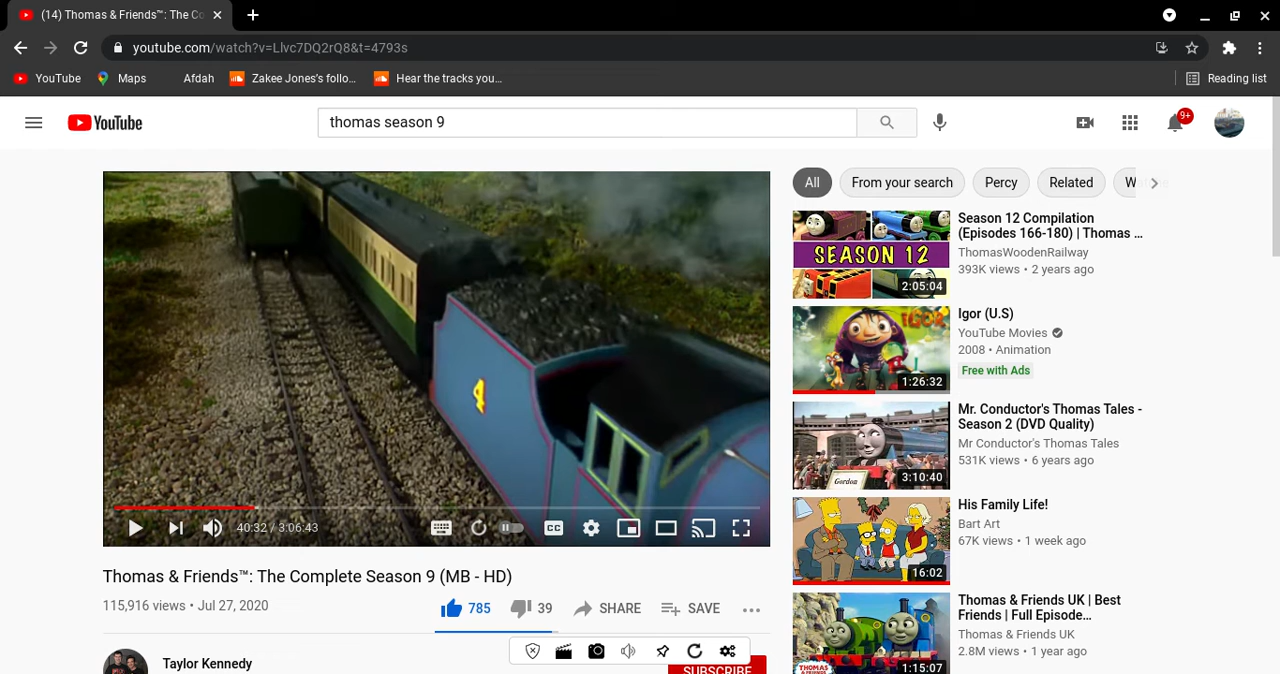 (14) Thomas & Friends™: The Co
youtube.com/watch?v=Llvc7DQ2rQ8&t=4793s
YouTube
Maps
Afdah
Zakee Jones's follo...
Hear the tracks you...
Reading list
YouTube
thomas season 9
9+
All
From your search
Percy
Related
SEASON 12
2:05:04
Season 12 Compilation
(Episodes 166-180) | Thomas ...
ThomasWoodenRailway
393K views • 2 years ago
IGOR
1:26:32
Igor (U.S)
YouTube Movies
2008 • Animation
Free with Ads
Gordon
3:10:40
Mr. Conductor's Thomas Tales -
Season 2 (DVD Quality)
Mr Conductor's Thomas Tales
531K views • 6 years ago
16:02
His Family Life!
Bart Art
67K views • 1 week ago
THOMAS
& FRIENDS
1:15:07
Thomas & Friends UK | Best
Friends | Full Episode...
Thomas & Friends UK
2.8M views • 1 year ago
4
40:32 / 3:06:43
CC
Thomas & Friends™: The Complete Season 9 (MB - HD)
115,916 views • Jul 27, 2020
785
39
SHARE
SAVE
Taylor Kennedy
SUBSCRIBE